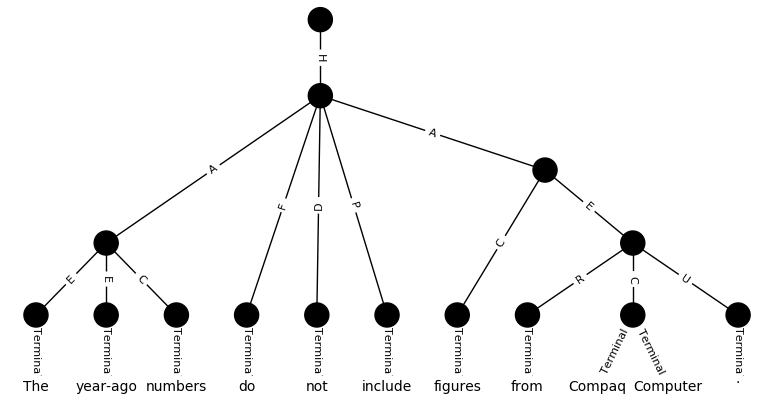 H
A
A
F
D
P
E
E
E
C
C
R
C
U
Termina
Termina
Termina
Termina
Termina
Termina
Termina
Termina
Terminal
Terminal
Termina
The year-ago numbers do not include figures from Compaq Computer .